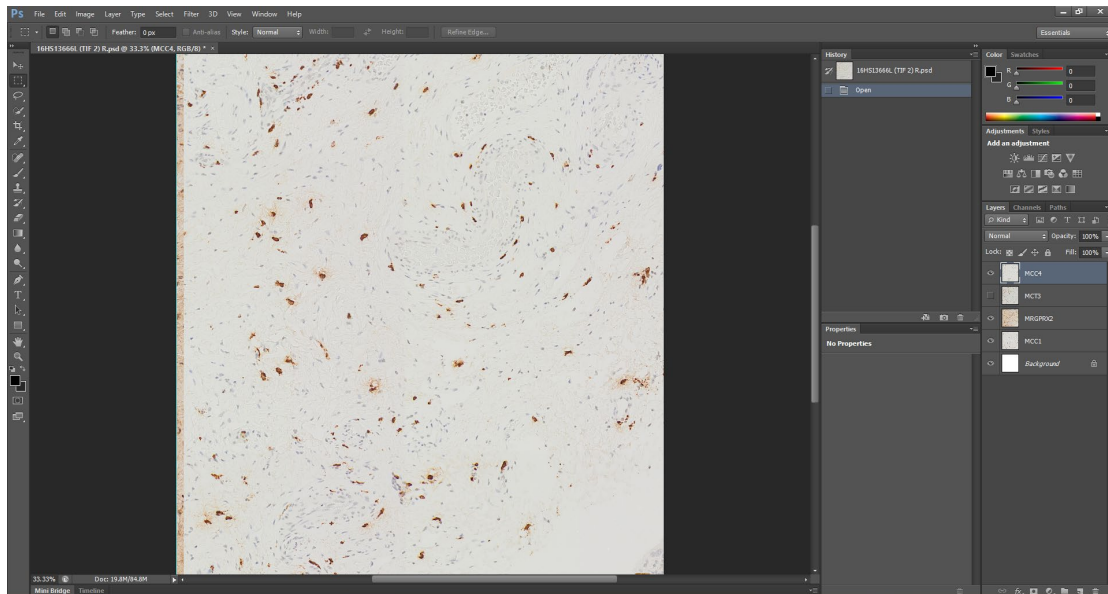 Ps File Edit Image Layer Type Select Filter 3D View Window Help
Feather: 0 px Anti-alias Style: Normal Width: Height: Refine Edge... Essentials
16HS13666L (TIF 2) R.psd @ 33.3% (MCC4, RGB/8) * ×
History
16HS13666L (TIF 2) R.psd
Open
Properties
No Properties
Color Swatches
R 0
G 0
B 0
Adjustments Styles
Add an adjustment
Layers Channels Paths
Kind
Normal Opacity: 100%
Lock: Fill: 100%
MCC4
MCT3
MRGPRX2
MCC1
Background
33.33% Doc: 19.8M/84.8M
Mini Bridge Timeline